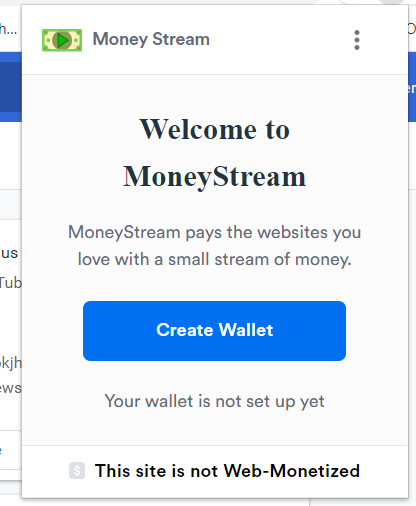 Money Stream
Welcome to
MoneyStream
MoneyStream pays the websites you
love with a small stream of money.
Create Wallet
Your wallet is not set up yet
$ This site is not Web-Monetized